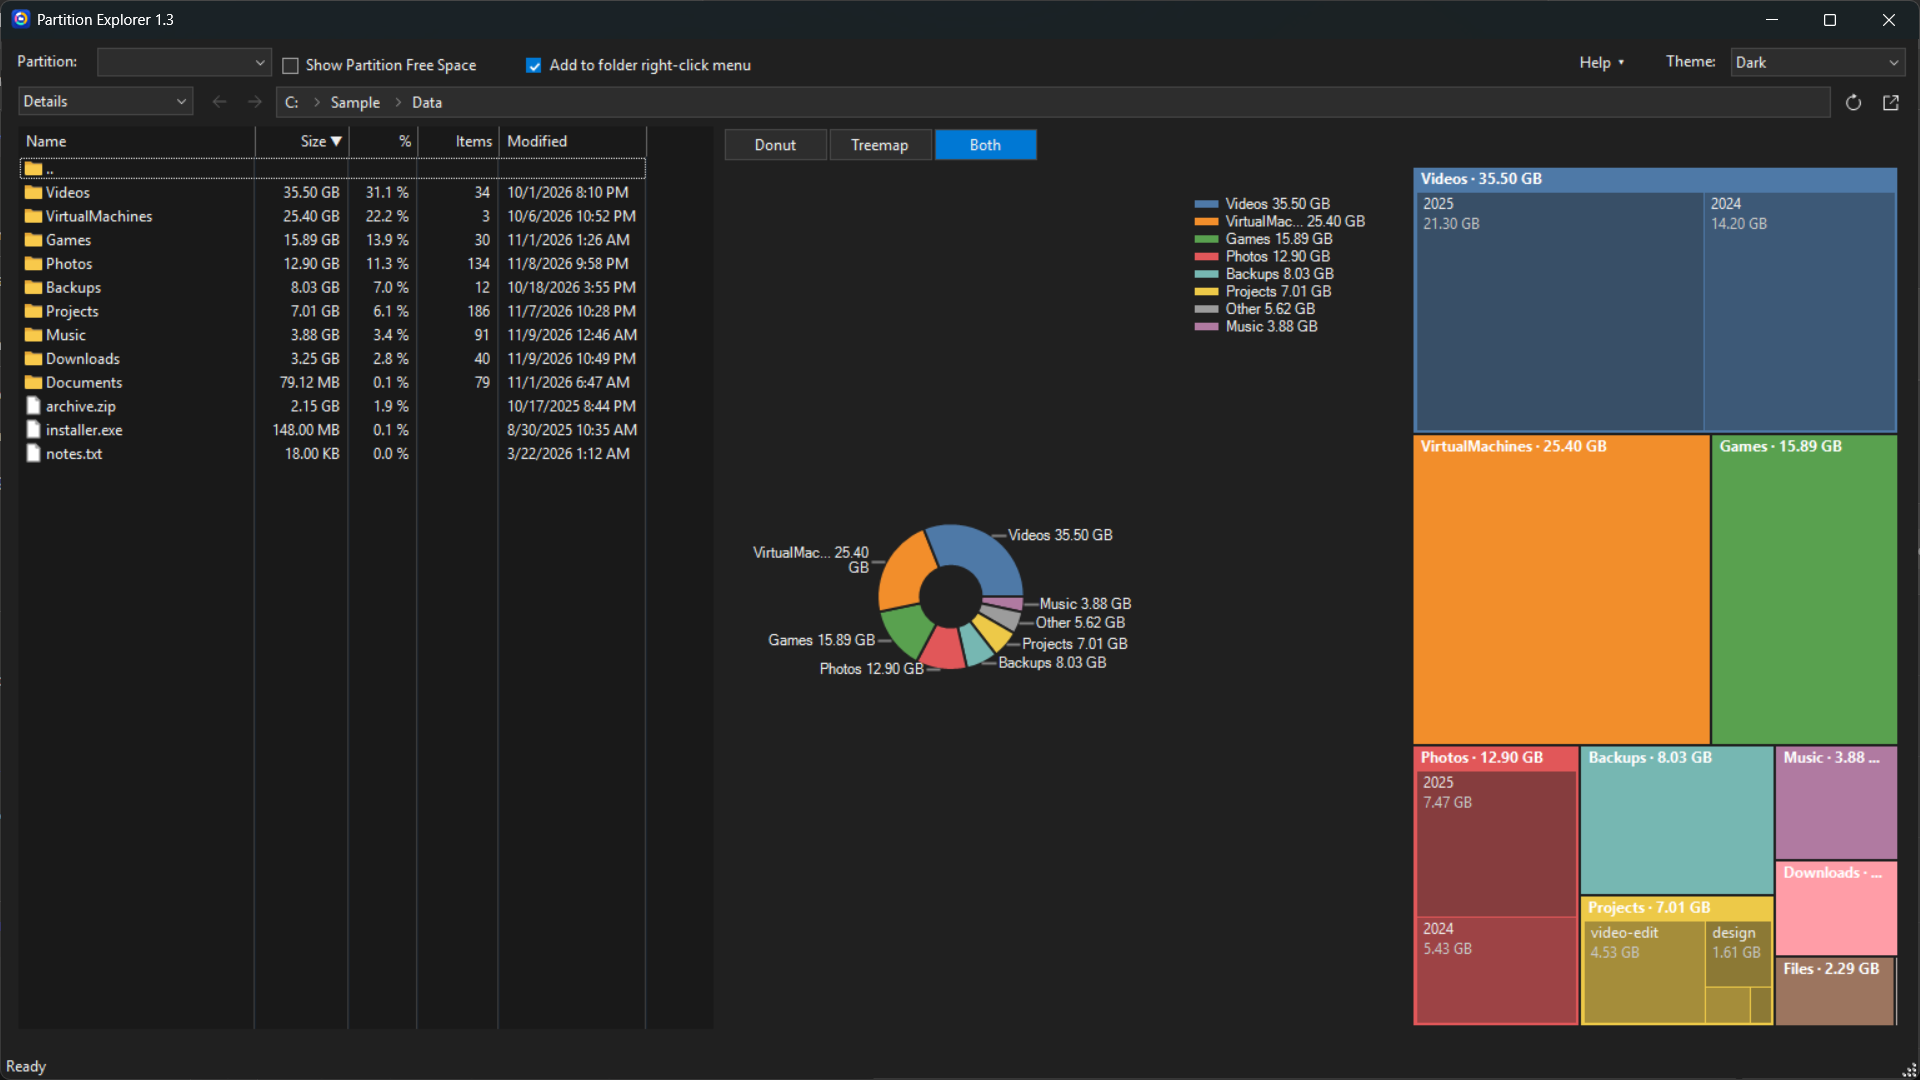 Partition Explorer 1.3
Partition:
Show Partition Free Space
Add to folder right-click menu
Help
Theme: Dark
Details
C: > Sample > Data
Name Size ▼ % Items Modified
..
Videos 35.50 GB 31.1 % 34 10/1/2026 8:10 PM
VirtualMachines 25.40 GB 22.2 % 3 10/6/2026 10:52 PM
Games 15.89 GB 13.9 % 30 11/1/2026 1:26 AM
Photos 12.90 GB 11.3 % 134 11/8/2026 9:58 PM
Backups 8.03 GB 7.0 % 12 10/18/2026 3:55 PM
Projects 7.01 GB 6.1 % 186 11/7/2026 10:28 PM
Music 3.88 GB 3.4 % 91 11/9/2026 12:46 AM
Downloads 3.25 GB 2.8 % 40 11/9/2026 10:49 PM
Documents 79.12 MB 0.1 % 79 11/1/2026 6:47 AM
archive.zip 2.15 GB 1.9 % 10/17/2025 8:44 PM
installer.exe 148.00 MB 0.1 % 8/30/2025 10:35 AM
notes.txt 18.00 KB 0.0 % 3/22/2026 1:12 AM
Donut
Treemap
Both
Videos 35.50 GB
VirtualMac... 25.40 GB
Games 15.89 GB
Photos 12.90 GB
Backups 8.03 GB
Projects 7.01 GB
Other 5.62 GB
Music 3.88 GB
Videos 35.50 GB
VirtualMac... 25.40
GB
Music 3.88 GB
Other 5.62 GB
Games 15.89 GB
Projects 7.01 GB
Backups 8.03 GB
Photos 12.90 GB
Videos · 35.50 GB
2025
21.30 GB
2024
14.20 GB
VirtualMachines · 25.40 GB
Games · 15.89 GB
Photos · 12.90 GB
2025
7.47 GB
2024
5.43 GB
Backups · 8.03 GB
Music · 3.88 ...
Downloads · ...
Projects · 7.01 GB
video-edit
4.53 GB
design
1.61 GB
Files · 2.29 GB
Ready